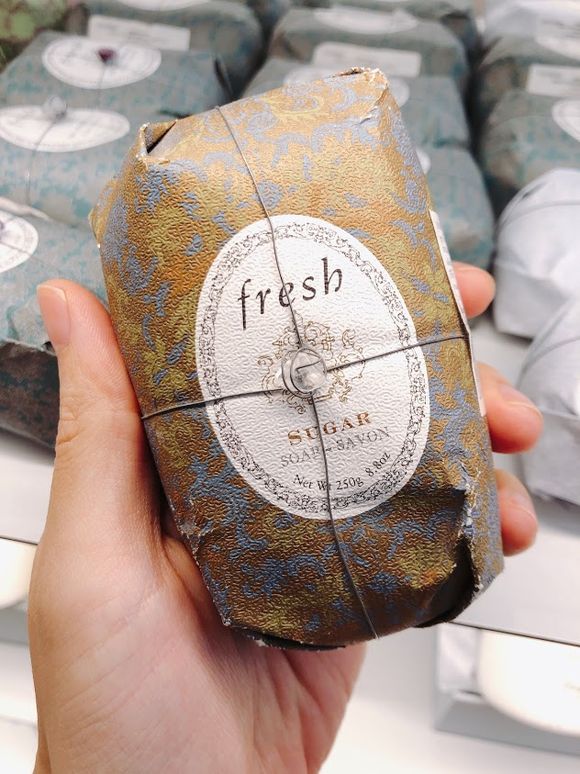 fresh
SUGAR
SOAP - SAVON
Net Wt 250g 8.8oz